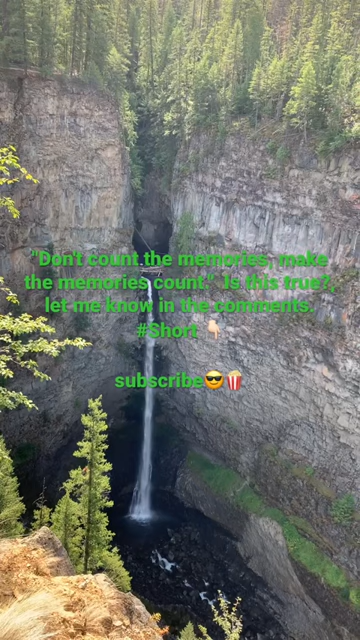 "Don't count the memories, make
the memories count." Is this true?,
let me know in the comments.
#Short 👇🏼
subscribe😎🍿